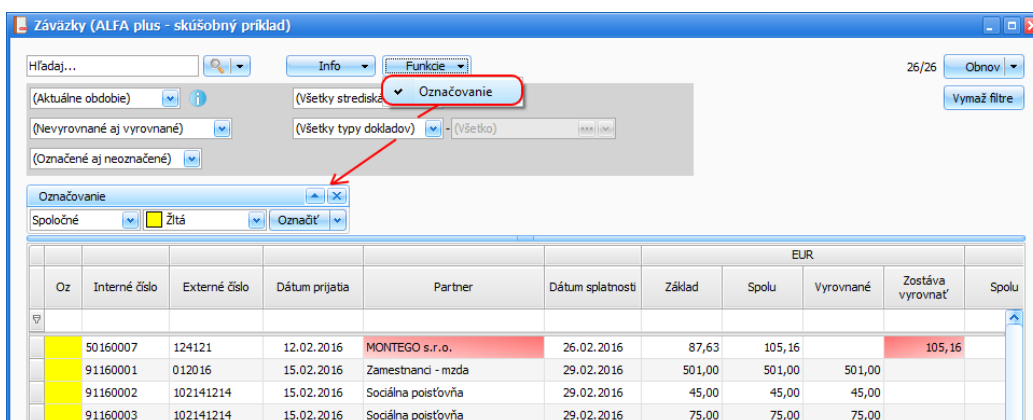 Záväzky (ALFA plus - skúšobný príklad)
Hľadaj... Info Funkcie 26/26 Obnov
(Aktuálne obdobie) (Všetky stredisk Označovanie Vymaž filtre
(Nevyrovnané aj vyrovnané) (Všetky typy dokladov) - (Všetko)
(Označené aj neoznačené)
Označovanie
Spoločné Žltá Označiť
EUR
Oz Interné číslo Externé číslo Dátum prijatia Partner Dátum splatnosti Základ Spolu Vyrovnané Zostáva vyrovnať Spolu
50160007 124121 12.02.2016 MONTEGO s.r.o. 26.02.2016 87,63 105,16 105,16
91160001 012016 15.02.2016 Zamestnanci - mzda 29.02.2016 501,00 501,00 501,00
91160002 102141214 15.02.2016 Sociálna poisťovňa 29.02.2016 45,00 45,00 45,00
91160003 102141214 15.02.2016 Sociálna poisťovňa 29.02.2016 75,00 75,00 75,00